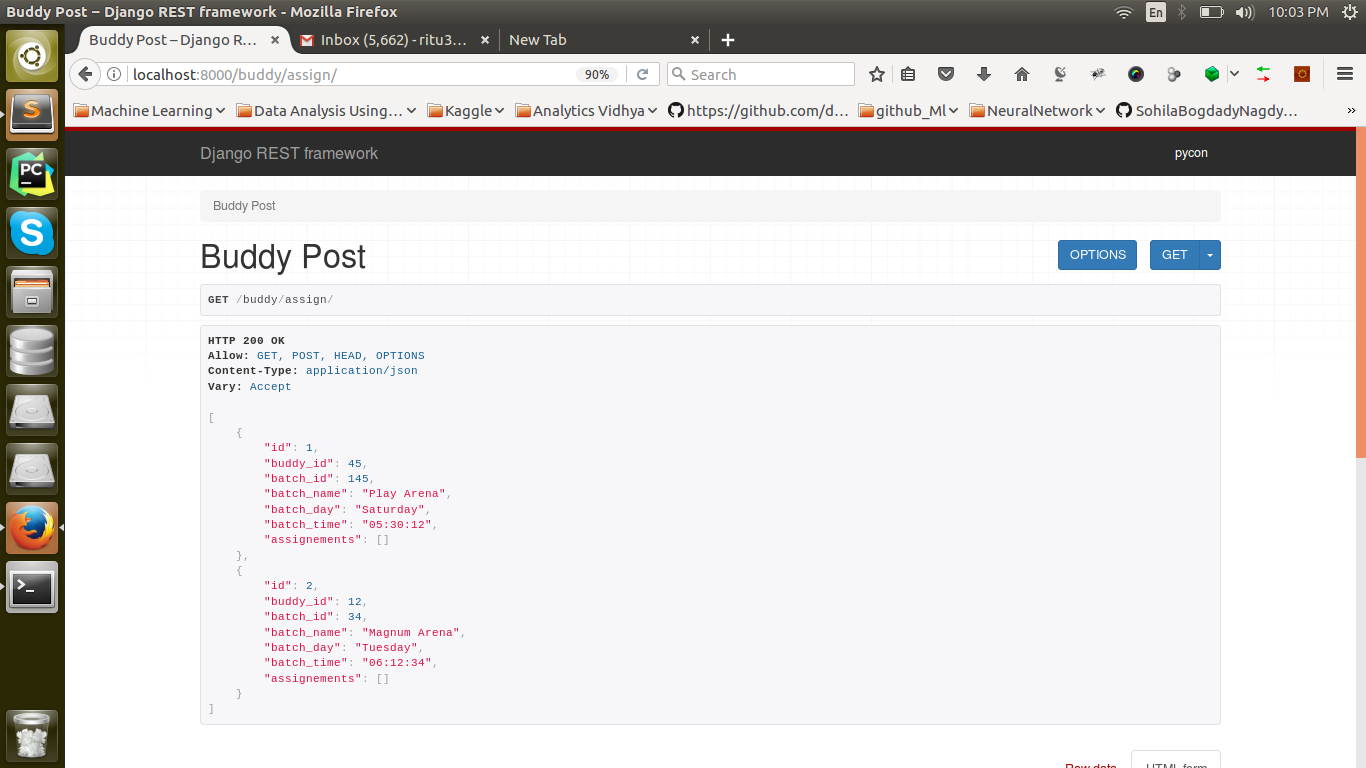 Buddy Post – Django REST framework - Mozilla Firefox
En
10:03 PM
Buddy Post – Django R…
Inbox (5,662) - ritu3…
New Tab
localhost:8000/buddy/assign/
90%
Search
Machine Learning
Data Analysis Using…
Kaggle
Analytics Vidhya
https://github.com/d…
github_Ml
NeuralNetwork
SohilaBogdadyNagdy…
»
Django REST framework
pycon
Buddy Post
Buddy Post
OPTIONS
GET
GET /buddy/assign/
HTTP 200 OK
Allow: GET, POST, HEAD, OPTIONS
Content-Type: application/json
Vary: Accept
[
{
"id": 1,
"buddy_id": 45,
"batch_id": 145,
"batch_name": "Play Arena",
"batch_day": "Saturday",
"batch_time": "05:30:12",
"assignements": []
},
{
"id": 2,
"buddy_id": 12,
"batch_id": 34,
"batch_name": "Magnum Arena",
"batch_day": "Tuesday",
"batch_time": "06:12:34",
"assignements": []
}
]
Raw data
HTML form
S
PC
S
>_